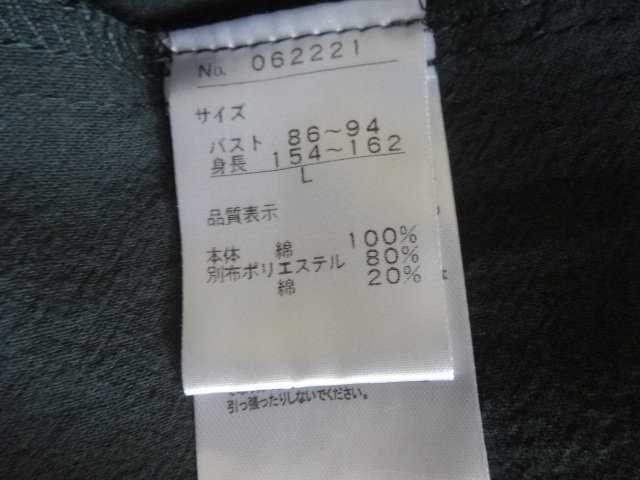 No. 062221
サイズ
バスト 86~94
身長 154~162
L
品質表示
本体 綿 100%
別布ポリエステル 80%
綿 20%
引っ張ったりしないでください。